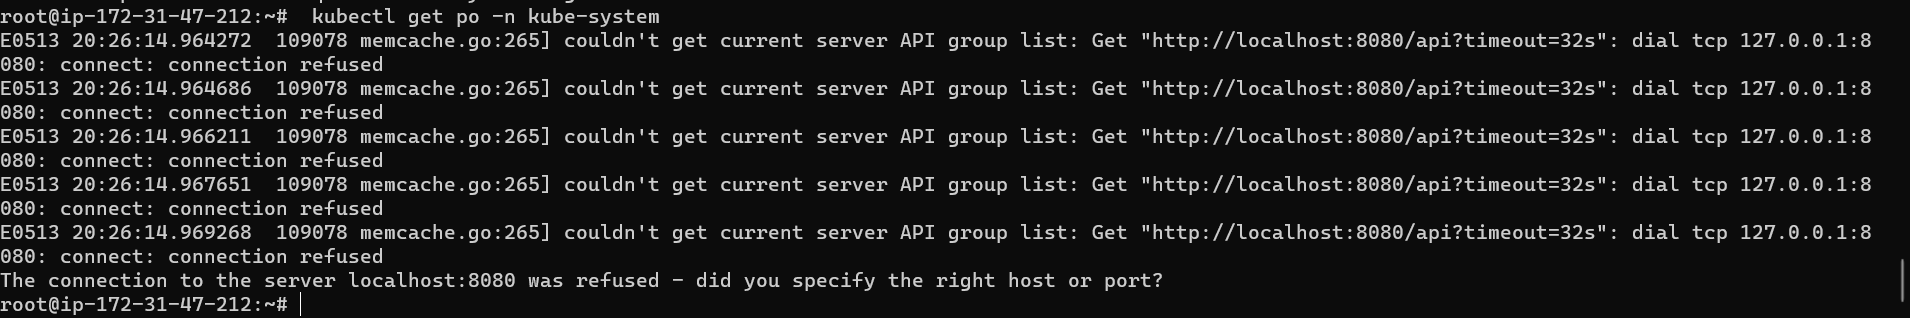 root@ip-172-31-47-212:~#  kubectl get po -n kube-system
E0513 20:26:14.964272  109078 memcache.go:265] couldn't get current server API group list: Get "http://localhost:8080/api?timeout=32s": dial tcp 127.0.0.1:8
080: connect: connection refused
E0513 20:26:14.964686  109078 memcache.go:265] couldn't get current server API group list: Get "http://localhost:8080/api?timeout=32s": dial tcp 127.0.0.1:8
080: connect: connection refused
E0513 20:26:14.966211  109078 memcache.go:265] couldn't get current server API group list: Get "http://localhost:8080/api?timeout=32s": dial tcp 127.0.0.1:8
080: connect: connection refused
E0513 20:26:14.967651  109078 memcache.go:265] couldn't get current server API group list: Get "http://localhost:8080/api?timeout=32s": dial tcp 127.0.0.1:8
080: connect: connection refused
E0513 20:26:14.969268  109078 memcache.go:265] couldn't get current server API group list: Get "http://localhost:8080/api?timeout=32s": dial tcp 127.0.0.1:8
080: connect: connection refused
The connection to the server localhost:8080 was refused - did you specify the right host or port?
root@ip-172-31-47-212:~#